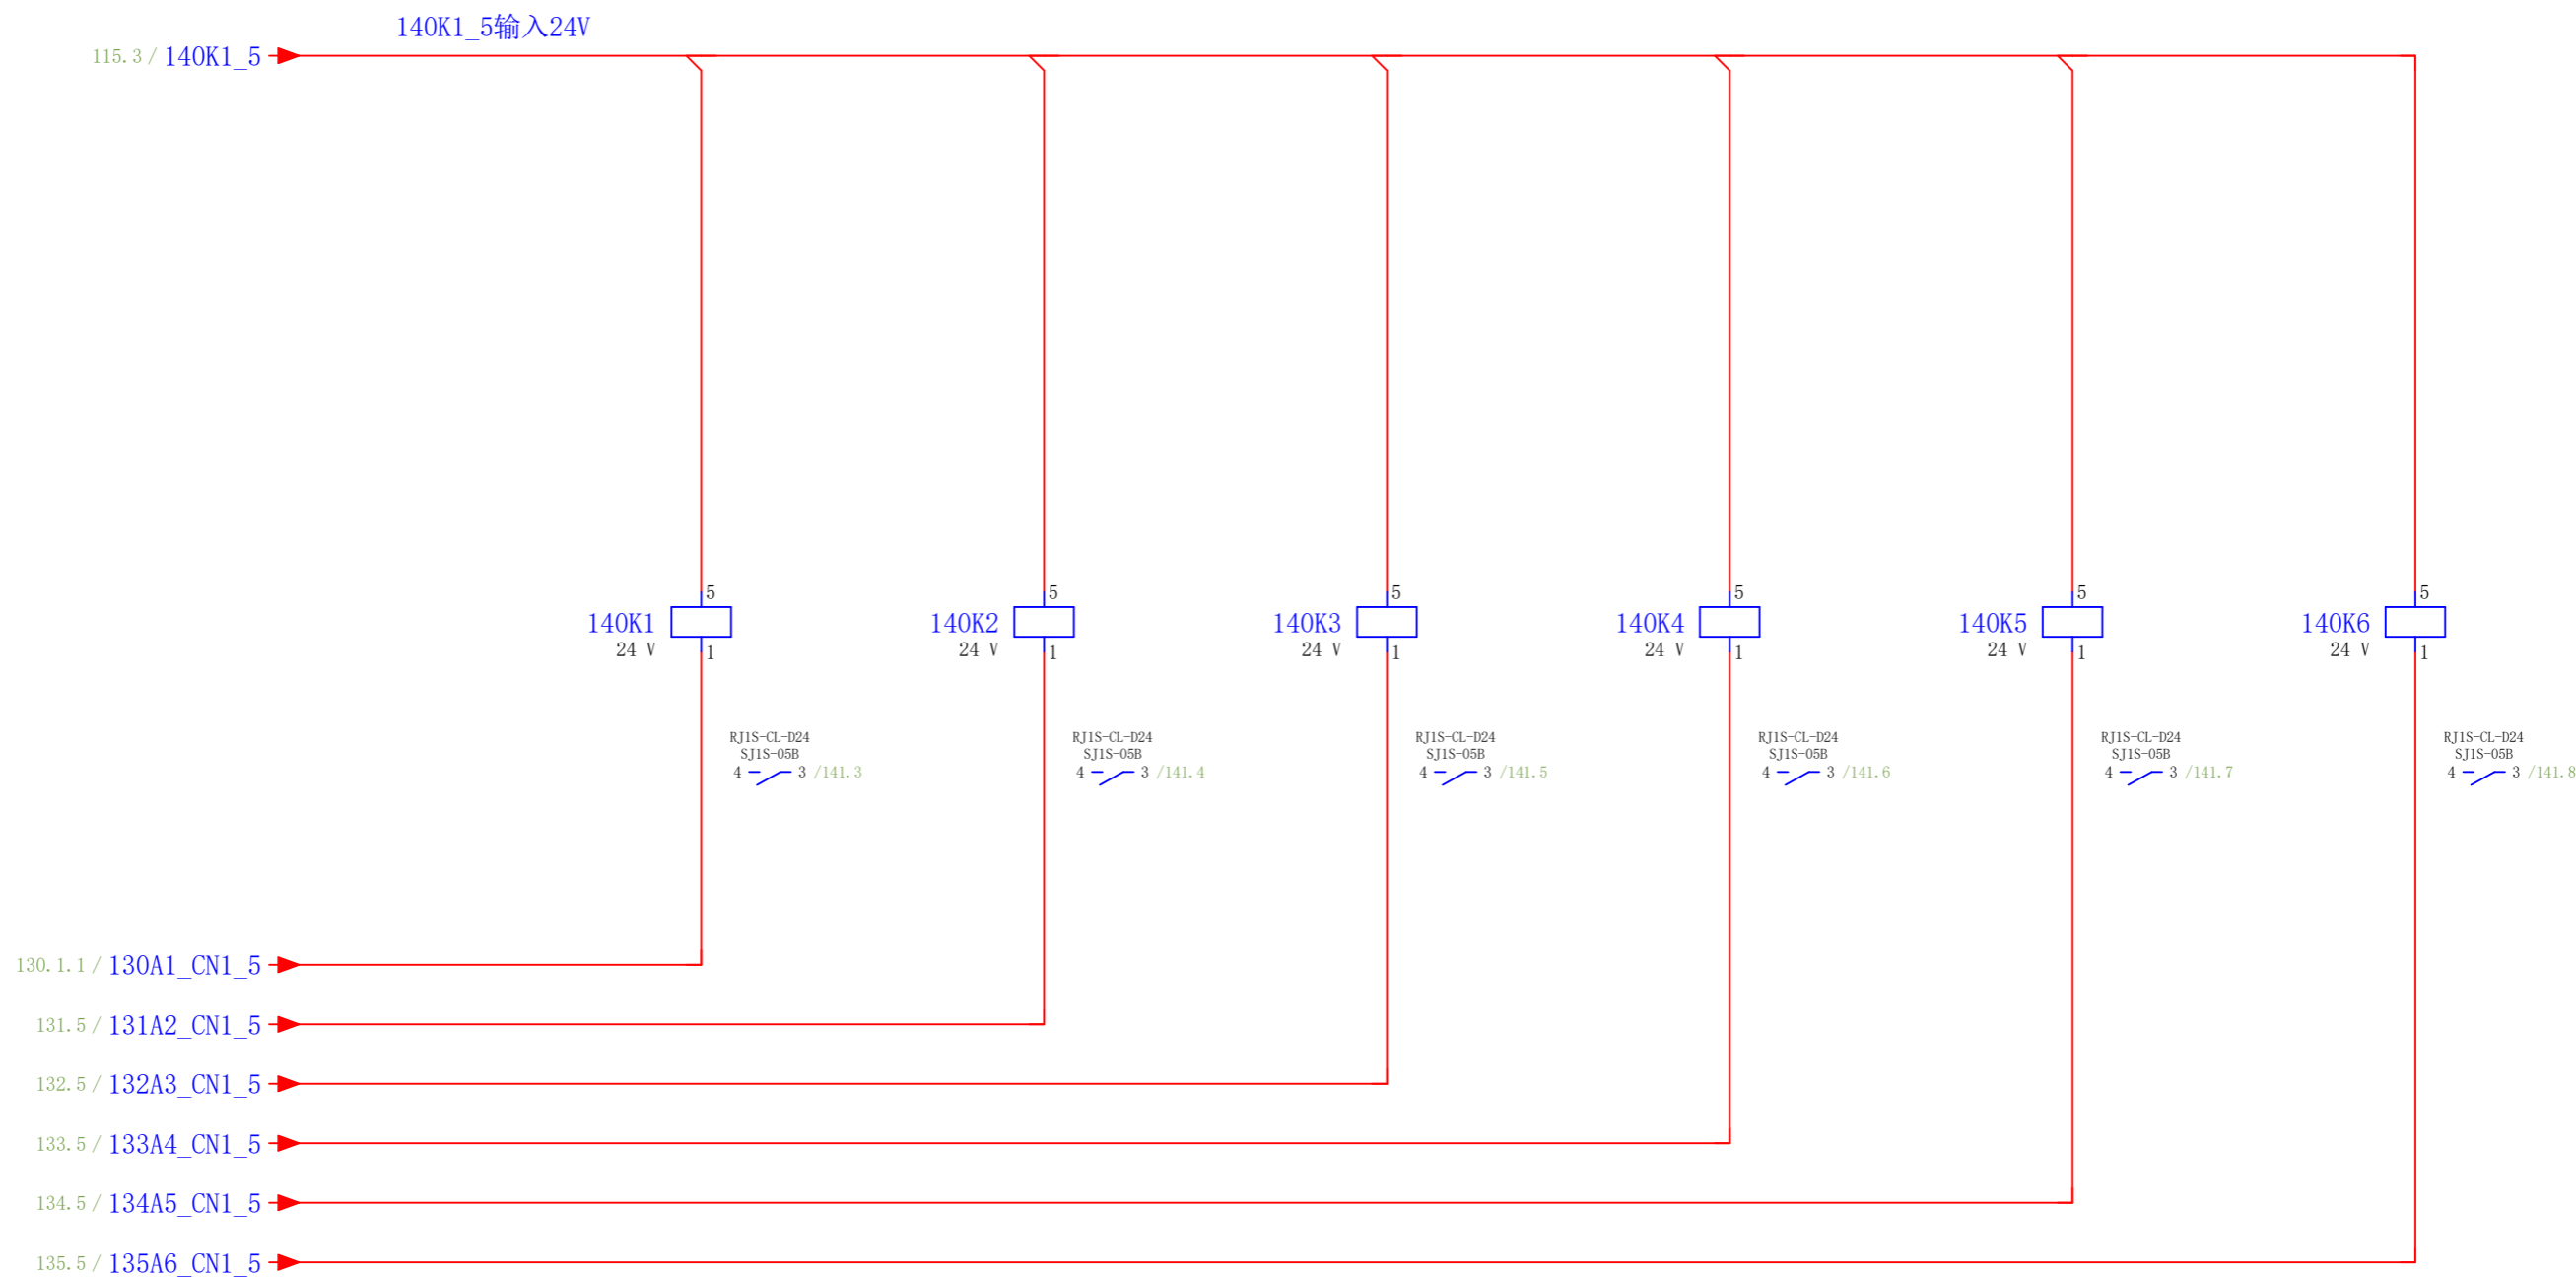 140K1_5输入24V
115.3 / 140K1_5
5 5 5 5 5 5
140K1 140K2 140K3 140K4 140K5 140K6
24 V 24 V 24 V 24 V 24 V 24 V
1 1 1 1 1 1
RJ1S-CL-D24 RJ1S-CL-D24 RJ1S-CL-D24 RJ1S-CL-D24 RJ1S-CL-D24 RJ1S-CL-D24
SJ1S-05B SJ1S-05B SJ1S-05B SJ1S-05B SJ1S-05B SJ1S-05B
4 3 /141.3 4 3 /141.4 4 3 /141.5 4 3 /141.6 4 3 /141.7 4 3 /141.8
130.1.1 / 130A1_CN1_5
131.5 / 131A2_CN1_5
132.5 / 132A3_CN1_5
133.5 / 133A4_CN1_5
134.5 / 134A5_CN1_5
135.5 / 135A6_CN1_5